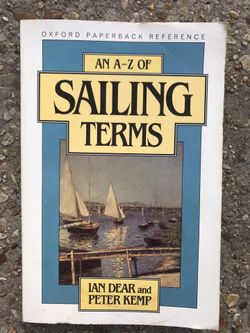 OXFORD PAPERBACK REFERENCE
AN A–Z OF
SAILING
TERMS
IAN DEAR and
PETER KEMP